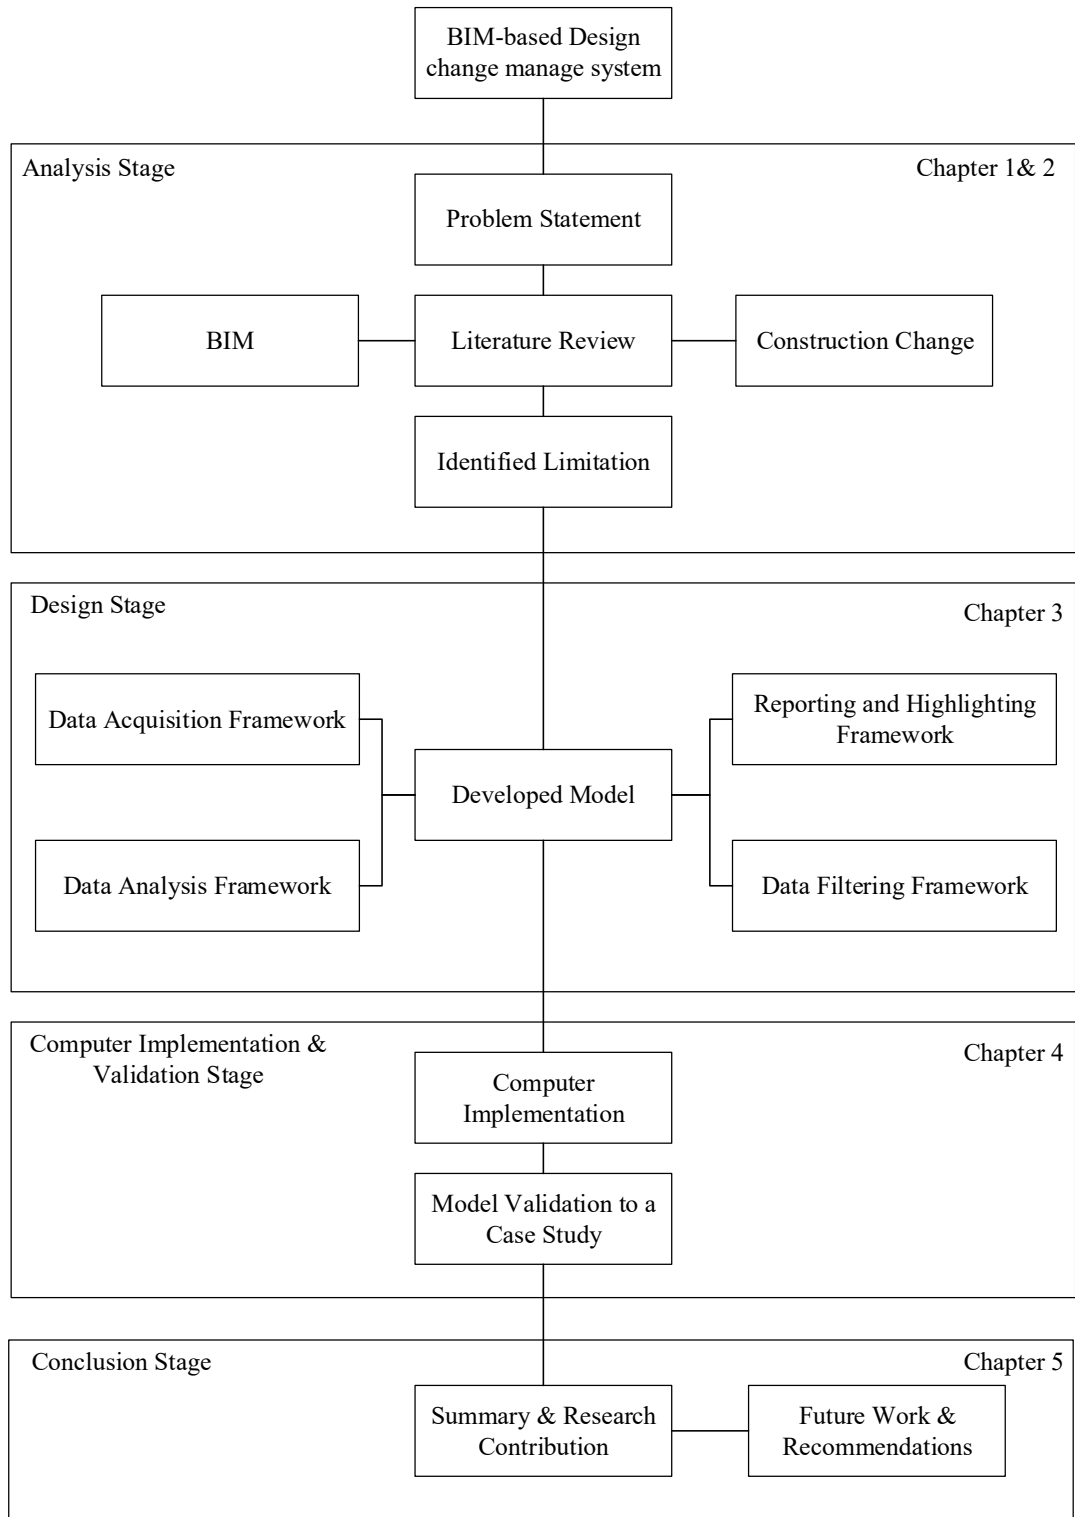 BIM-based Design
change manage system
Analysis Stage
Chapter 1& 2
Problem Statement
BIM
Literature Review
Construction Change
Identified Limitation
Design Stage
Chapter 3
Data Acquisition Framework
Reporting and Highlighting
Framework
Developed Model
Data Analysis Framework
Data Filtering Framework
Computer Implementation &
Validation Stage
Chapter 4
Computer
Implementation
Model Validation to a
Case Study
Conclusion Stage
Chapter 5
Summary & Research
Contribution
Future Work &
Recommendations